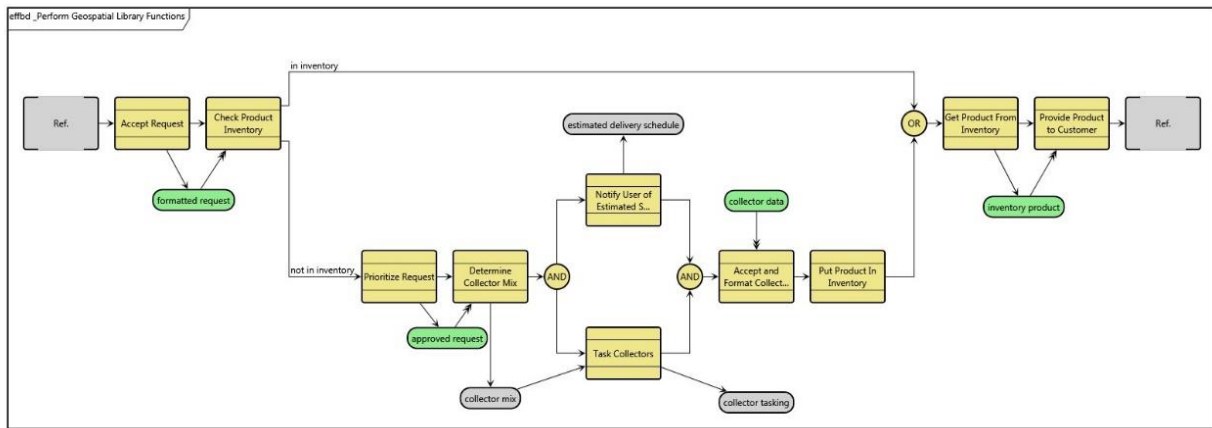 effbd _Perform Geospatial Library Functions
in inventory
Ref.
Accept Request
Check Product
Inventory
formatted request
not in inventory
Prioritize Request
Determine
Collector Mix
approved request
collector mix
AND
estimated delivery schedule
Notify User of
Estimated S...
Task Collectors
collector tasking
AND
collector data
Accept and
Format Collect...
Put Product In
Inventory
OR
Get Product From
Inventory
Provide Product
to Customer
inventory product
Ref.